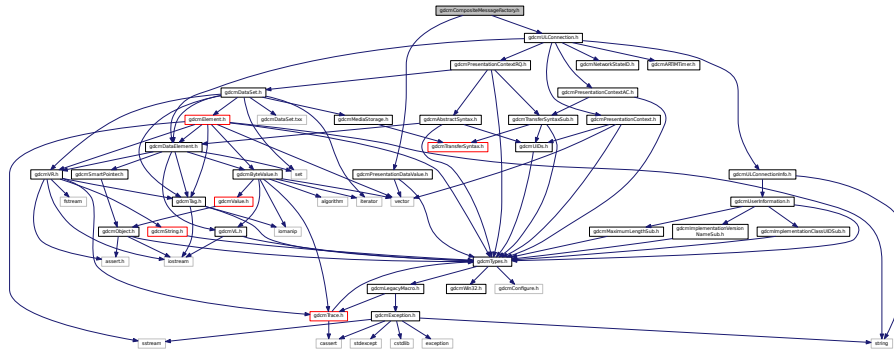 gdcmCompositeMessageFactory.h
gdcmULConnection.h
gdcmPresentationContextRQ.h
gdcmNetworkStateID.h
gdcmARTIMTimer.h
gdcmDataSet.h
gdcmPresentationContextAC.h
gdcmElement.h
gdcmDataSet.txx
gdcmMediaStorage.h
gdcmAbstractSyntax.h
gdcmTransferSyntaxSub.h
gdcmPresentationContext.h
gdcmDataElement.h
gdcmTransferSyntax.h
gdcmUIDs.h
gdcmVR.h
gdcmSmartPointer.h
gdcmByteValue.h
set
gdcmPresentationDataValue.h
gdcmULConnectionInfo.h
fstream
gdcmTag.h
gdcmValue.h
algorithm
iterator
vector
gdcmUserInformation.h
gdcmObject.h
gdcmString.h
gdcmVL.h
iomanip
gdcmMaximumLengthSub.h
gdcmImplementationVersion
NameSub.h
gdcmImplementationClassUIDSub.h
assert.h
iostream
gdcmTypes.h
gdcmLegacyMacro.h
gdcmWin32.h
gdcmConfigure.h
gdcmTrace.h
gdcmException.h
sstream
cassert
stdexcept
cstdlib
exception
string